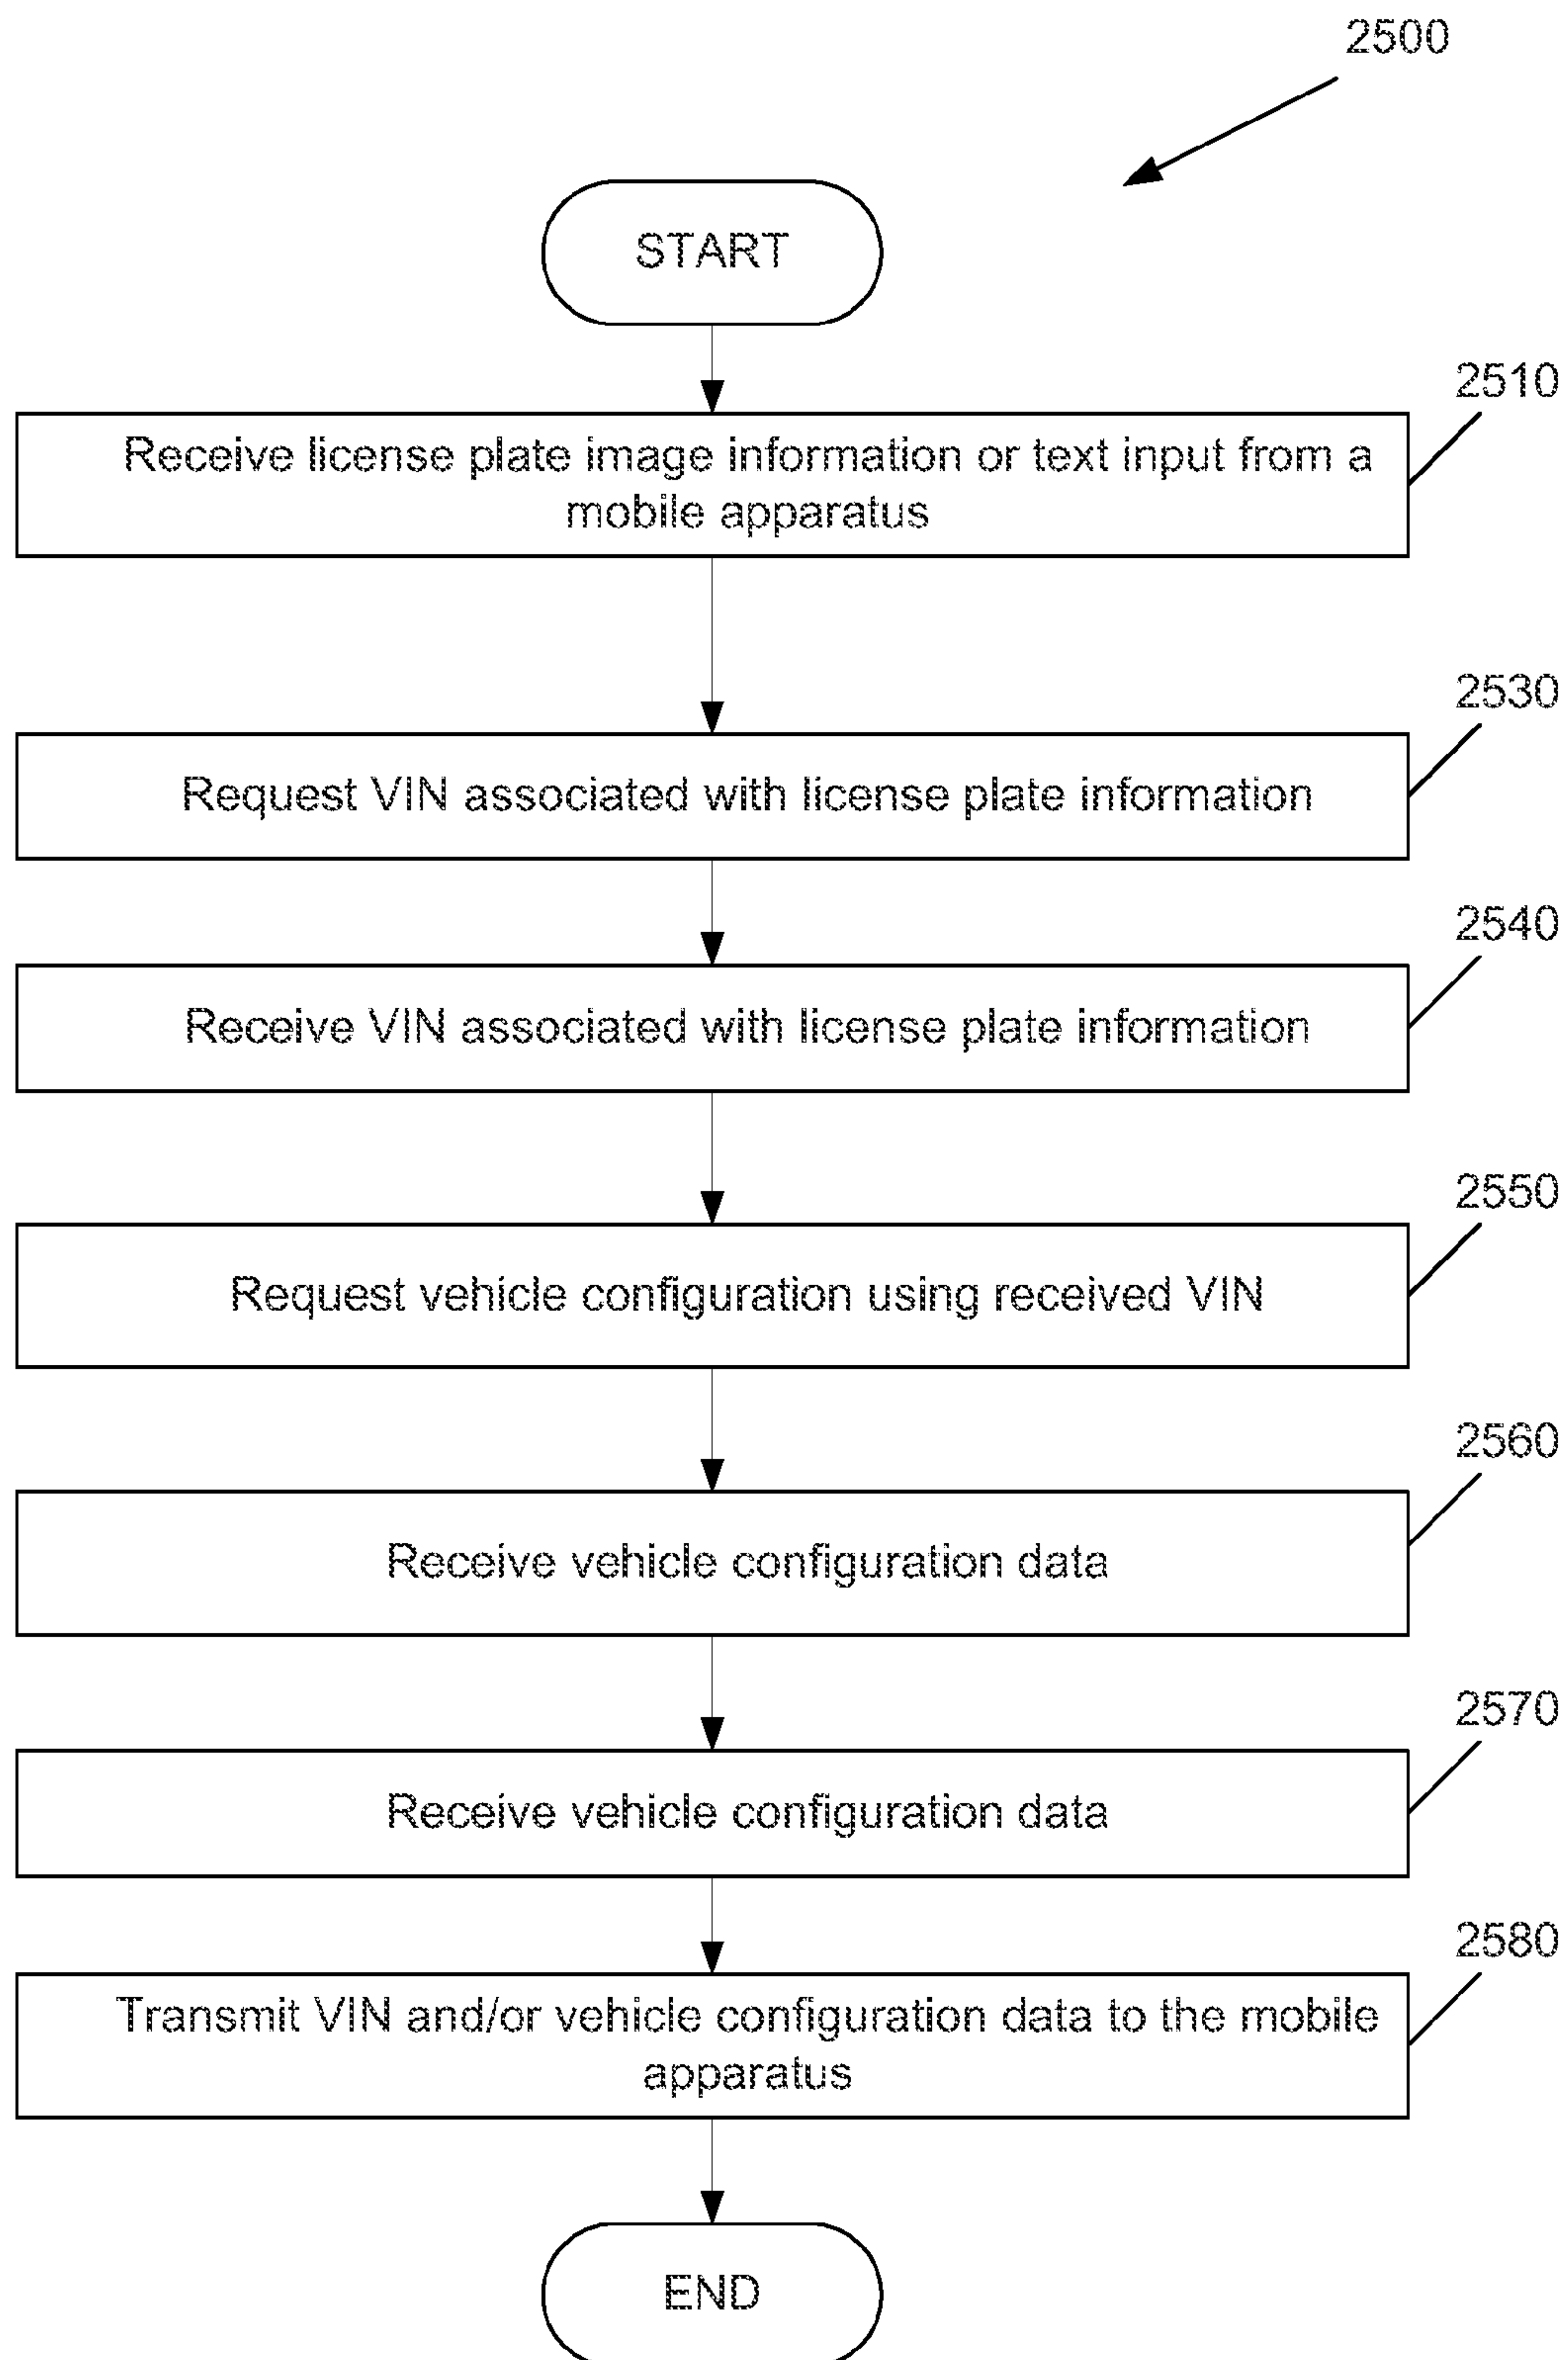 2500
START
2510
Receive license plate image information or text input from a
mobile apparatus
2530
Request VIN associated with license plate information
2540
Receive VIN associated with license plate information
2550
Request vehicle configuration using received VIN
2560
Receive vehicle configuration data
2570
Receive vehicle configuration data
2580
Transmit VIN and/or vehicle configuration data to the mobile
apparatus
END